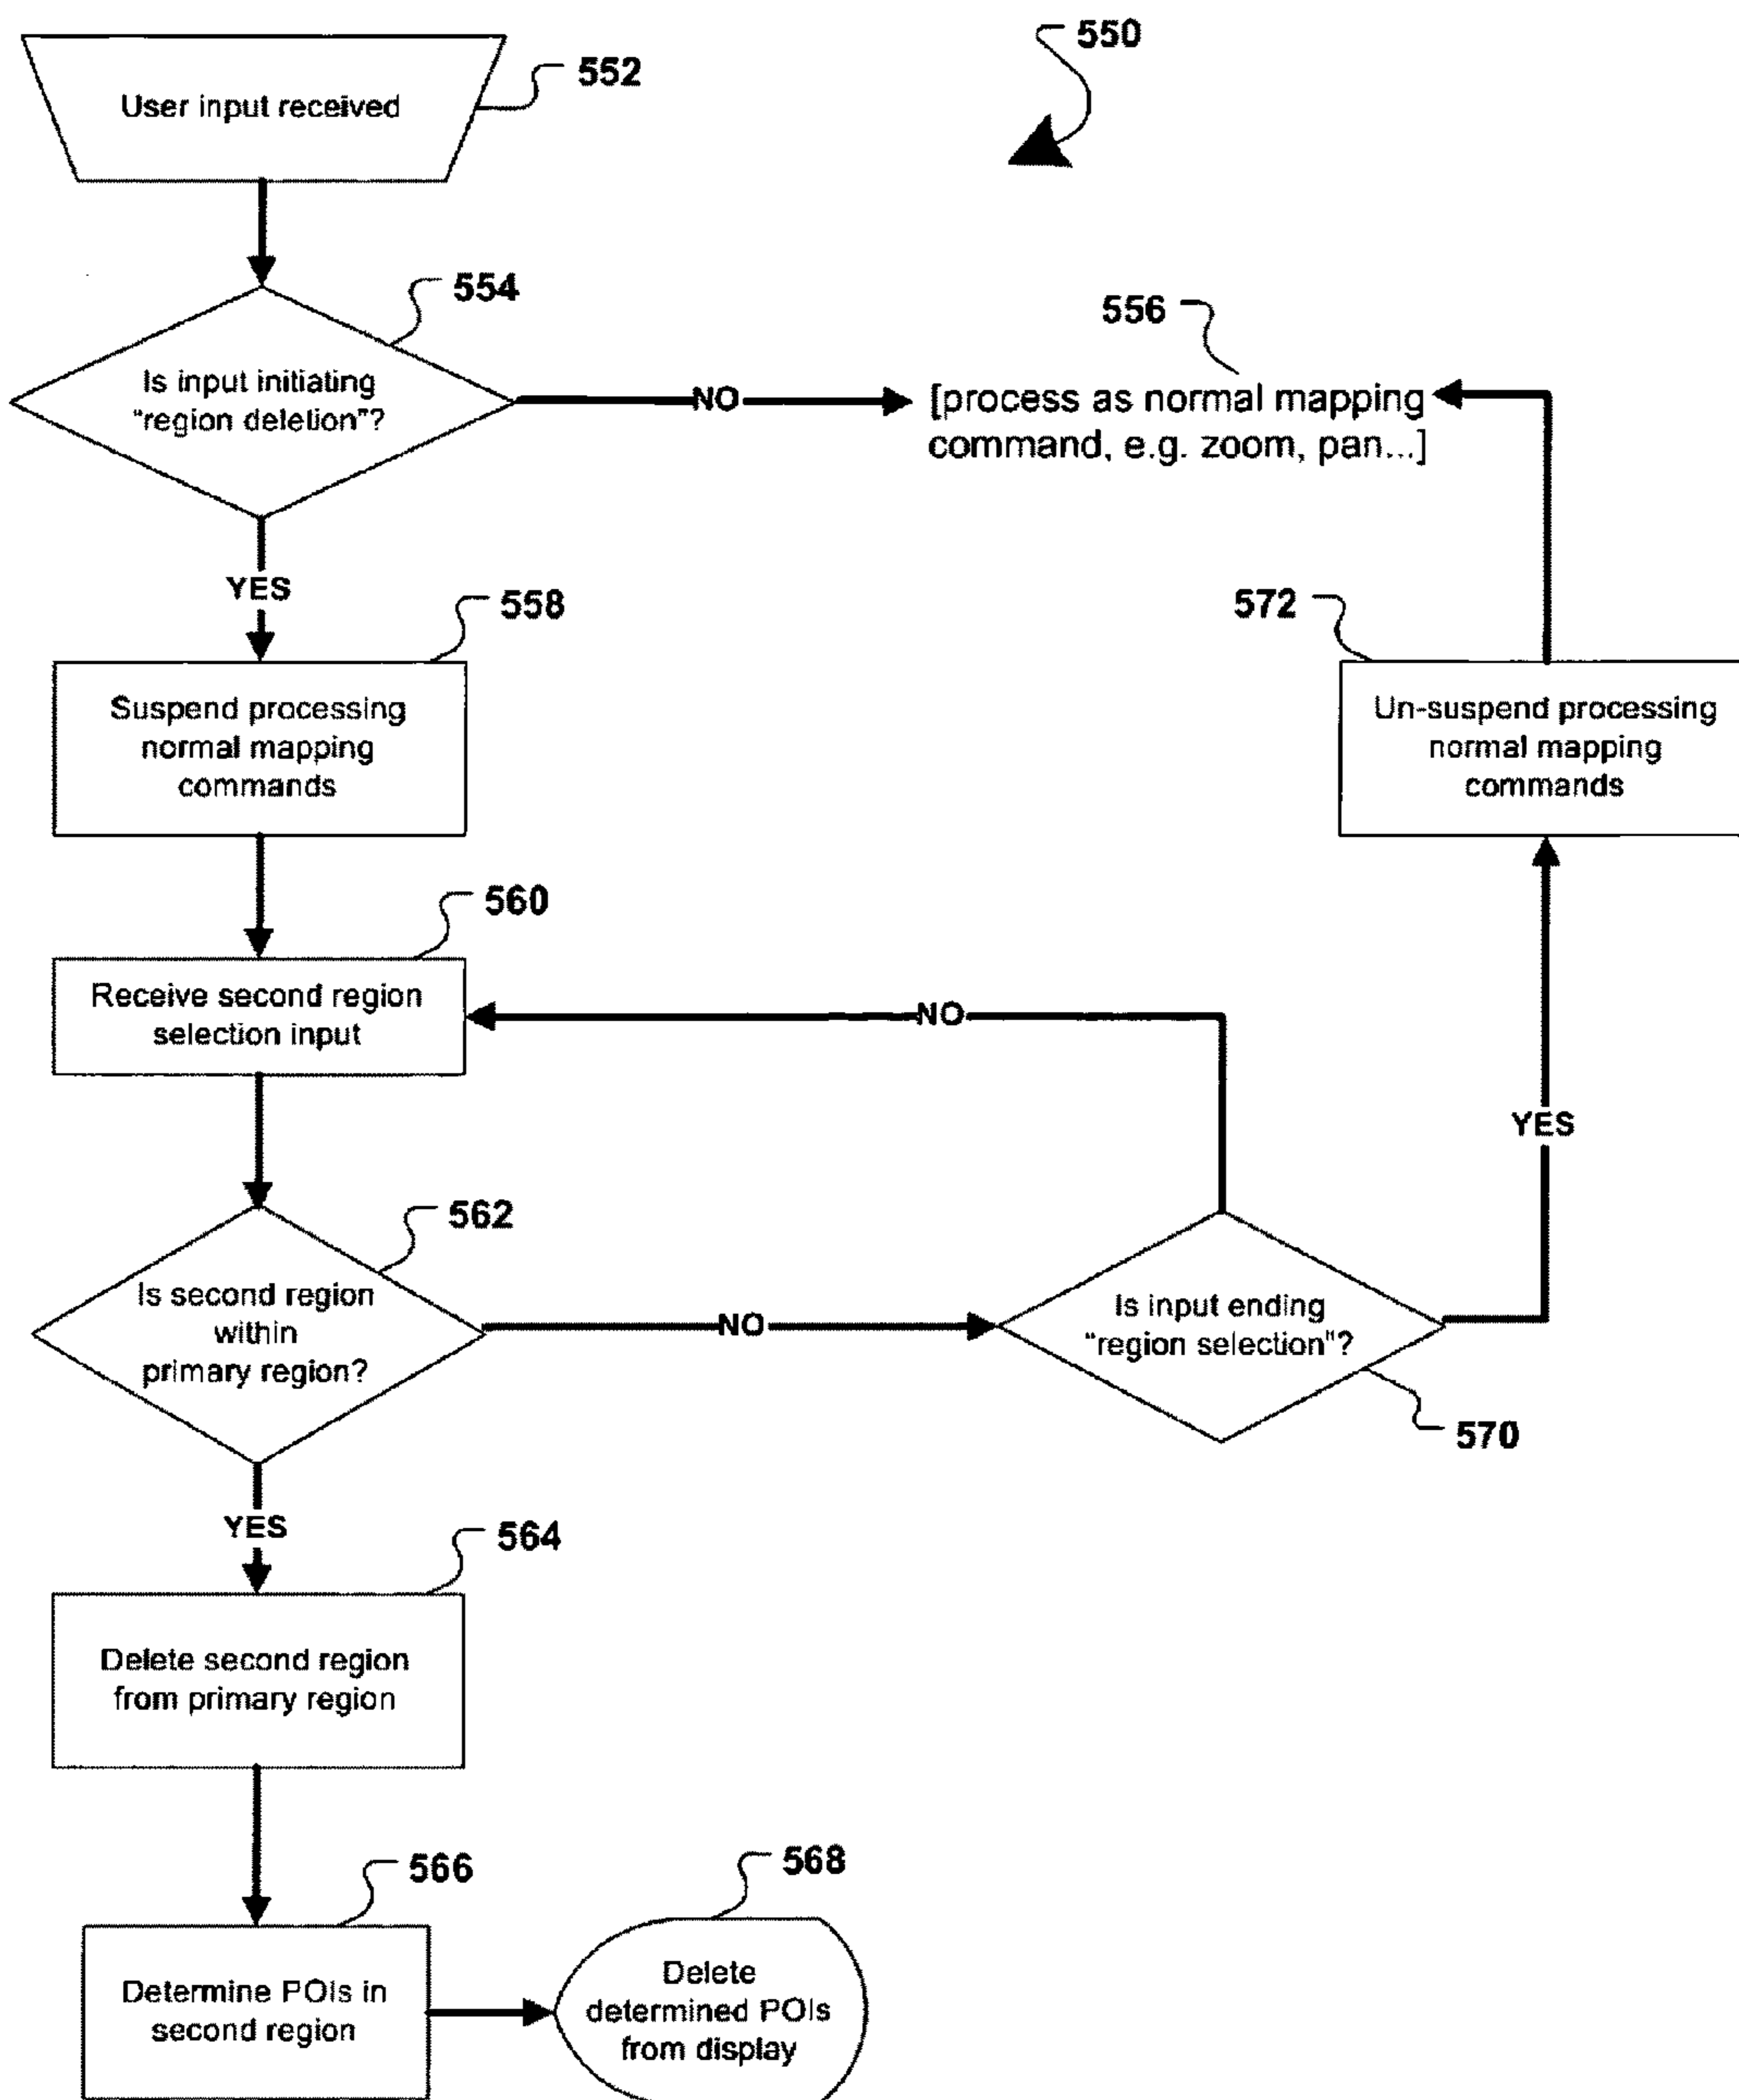 550
552
User input received
554
Is input initiating
“region deletion”?
NO
556
[process as normal mapping
command, e.g. zoom, pan...]
YES
558
Suspend processing
normal mapping
commands
572
Un-suspend processing
normal mapping
commands
560
Receive second region
selection input
NO
YES
562
Is second region
within
primary region?
NO
Is input ending
“region selection”?
570
YES
564
Delete second region
from primary region
566
Determine POIs in
second region
568
Delete
determined POIs
from display